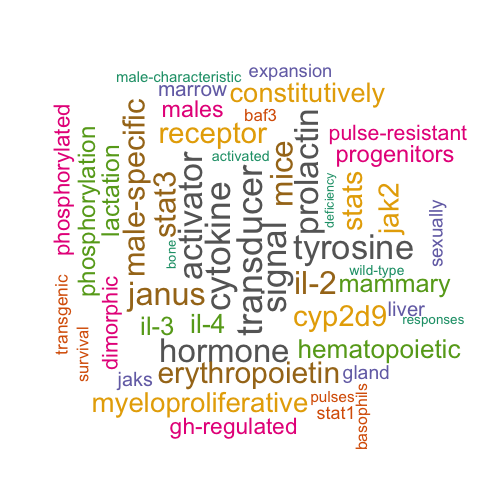 male-characteristic
expansion
marrow
constitutively
males
baf3
receptor
pulse-resistant
activated
progenitors
phosphorylated
phosphorylation
lactation
male-specific
stat3
bone
activator
cytokine
transducer
signal
mice
prolactin
deficiency
stats
jak2
sexually
tyrosine
wild-type
janus
il-2
mammary
cyp2d9
liver
responses
il-3
il-4
transgenic
survival
dimorphic
hormone
hematopoietic
jaks
erythropoietin
gland
myeloproliferative
pulses
stat1
basophils
gh-regulated